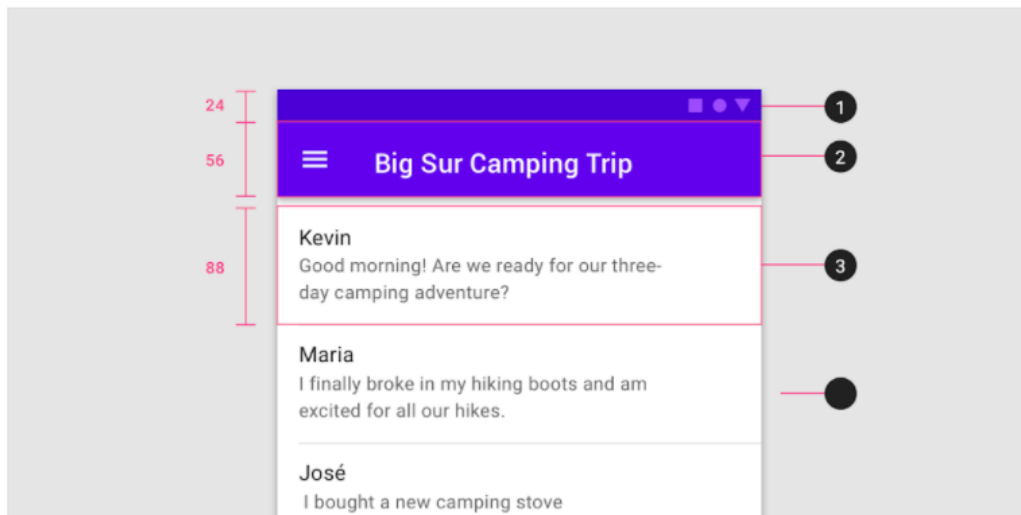 24
1
56
Big Sur Camping Trip
2
Kevin
Good morning! Are we ready for our three-
day camping adventure?
88
3
Maria
I finally broke in my hiking boots and am
excited for all our hikes.
José
I bought a new camping stove